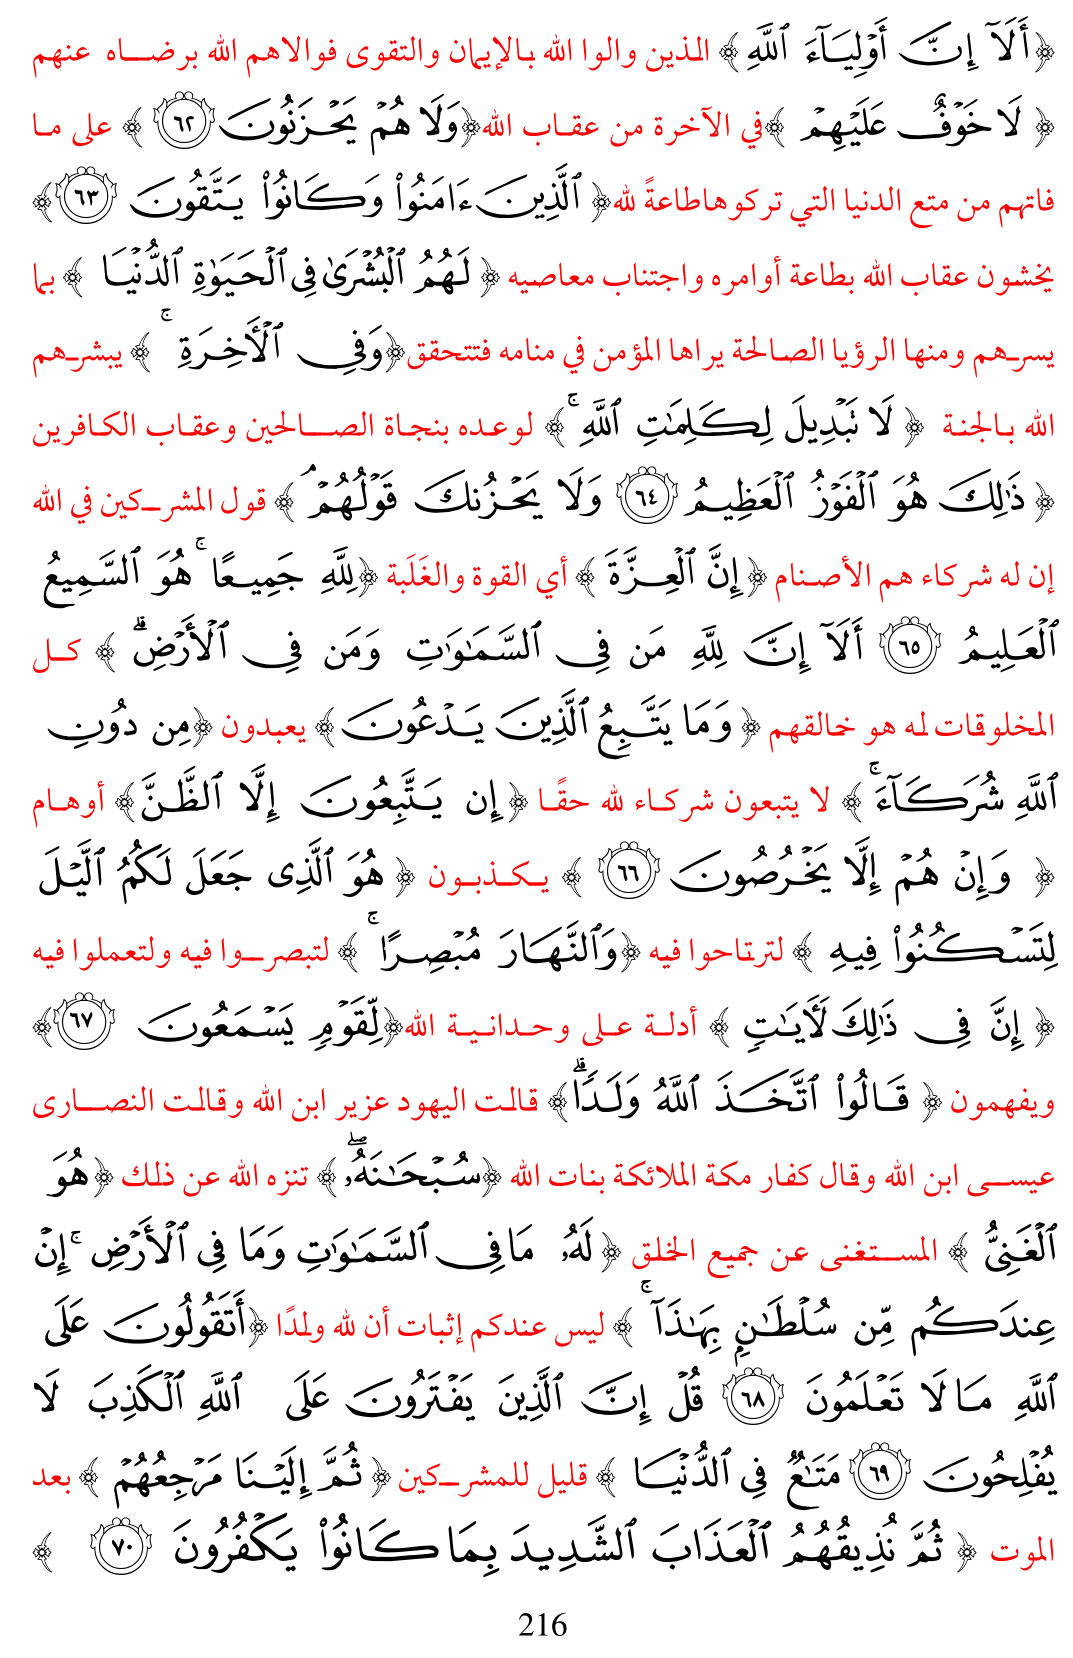 ﴿ أَلَآ إِنَّ أَوْلِيَآءَ ٱللَّهِ ﴾ المذين والوا الله بالإيمان والتقوى فوالاهم الله برضاه عنهم
﴿ لَا خَوْفٌ عَلَيْهِمْ ﴾ في الآخرة من عقاب الله ﴿وَلَا هُمْ يَحْزَنُونَ ٦٢ ﴾ على ما
فاتهم من متع الدنيا التي تركوها طاعةً لله ﴿ ٱلَّذِينَ ءَامَنُوا۟ وَكَانُوا۟ يَتَّقُونَ ٦٣﴾
يخشون عقاب الله بطاعة أوامره واجتناب معاصيه ﴿ لَهُمُ ٱلْبُشْرَىٰ فِى ٱلْحَيَوٰةِ ٱلدُّنْيَا ﴾ بما
يسرهم ومنها الرؤيا الصالحة يراها المؤمن في منامه فتتحقق ﴿وَفِى ٱلْأَخِرَةِ ۚ ﴾ يبشرهم
الله بالجنة ﴿ لَا نَبْدِيلَ لِكَلِمَٰتِ ٱللَّهِ ۚ﴾ لوعده بنجاة الصالحين وعقاب الكافرين
﴿ ذَٰلِكَ هُوَ ٱلْفَوْزُ ٱلْعَظِيمُ ٦٤ وَلَا يَحْزُنكَ قَوْلُهُمْ ۘ ﴾ قول المشركين في الله
إن له شركاء هم الأصنام ﴿ إِنَّ ٱلْعِزَّةَ ﴾ أي القوة والغَلَبة ﴿لِلَّهِ جَمِيعًا ۚ هُوَ ٱلسَّمِيعُ
ٱلْعَلِيمُ ٦٥ أَلَآ إِنَّ لِلَّهِ مَن فِى ٱلسَّمَٰوَٰتِ وَمَن فِى ٱلْأَرْضِ ۗ ﴾ كل
المخلوقات له هو خالقهم ﴿ وَمَا يَتَّبِعُ ٱلَّذِينَ يَدْعُونَ﴾ يعبدون ﴿مِن دُونِ
ٱللَّهِ شُرَكَآءَ ۚ ﴾ لا يتبعون شركاء لله حقًا ﴿ إِن يَتَّبِعُونَ إِلَّا ٱلظَّنَّ﴾ أوهام
﴿ وَإِنْ هُمْ إِلَّا يَخْرُصُونَ ٦٦ ﴾ يكذبون ﴿ هُوَ ٱلَّذِى جَعَلَ لَكُمُ ٱلَّيْلَ
لِتَسْكُنُوا۟ فِيهِ ﴾ لترتاحوا فيه ﴿وَٱلنَّهَارَ مُبْصِرًا ۚ ﴾ لتبصروا فيه ولتعملوا فيه
﴿ إِنَّ فِى ذَٰلِكَ لَأَيَٰتٍ ﴾ أدلة على وحدانية الله ﴿لِّقَوْمٍ يَسْمَعُونَ ٦٧﴾
ويفهمون ﴿ قَالُوا۟ ٱتَّخَذَ ٱللَّهُ وَلَدًا ۗ﴾ قالت اليهود عزير ابن الله وقالت النصارى
عيسى ابن الله وقال كفار مكة الملائكة بنات الله ﴿سُبْحَٰنَهُۥ ۖ ﴾ تنزه الله عن ذلك ﴿هُوَ
ٱلْغَنِىُّ ﴾ المستغنى عن جميع الخلق ﴿ لَهُۥ مَا فِى ٱلسَّمَٰوَٰتِ وَمَا فِى ٱلْأَرْضِ ۚ إِنْ
عِندَكُم مِّن سُلْطَٰنٍۭ بِهَٰذَآ ۚ ﴾ ليس عندكم إثبات أن لله ولدًا ﴿أَتَقُولُونَ عَلَى
ٱللَّهِ مَا لَا تَعْلَمُونَ ٦٨ قُلْ إِنَّ ٱلَّذِينَ يَفْتَرُونَ عَلَى ٱللَّهِ ٱلْكَذِبَ لَا
يُفْلِحُونَ ٦٩ مَتَٰعٌ فِى ٱلدُّنْيَا ﴾ قليل للمشركين ﴿ ثُمَّ إِلَيْنَا مَرْجِعُهُمْ ﴾ بعد
الموت ﴿ ثُمَّ نُذِيقُهُمُ ٱلْعَذَابَ ٱلشَّدِيدَ بِمَا كَانُوا۟ يَكْفُرُونَ ٧٠ ﴾
216